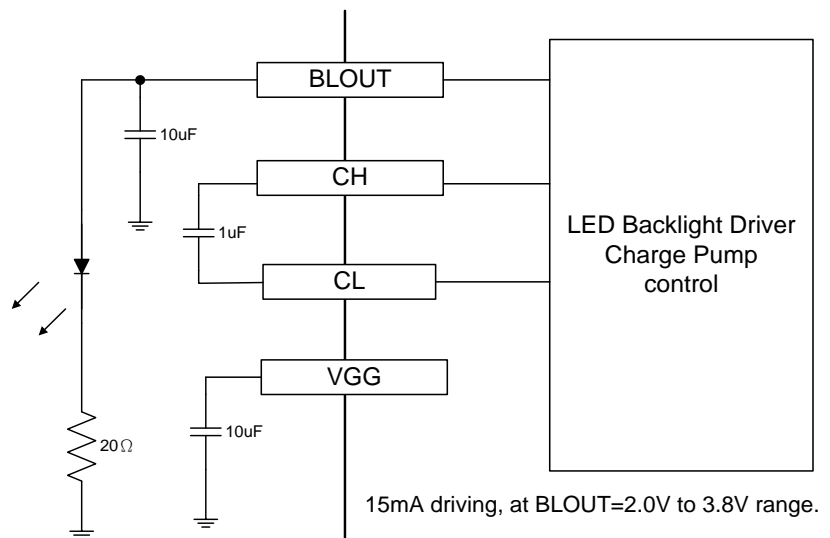 BLOUT
10uF
CH
1uF
LED Backlight Driver
Charge Pump
control
CL
VGG
10uF
20Ω
15mA driving, at BLOUT=2.0V to 3.8V range.